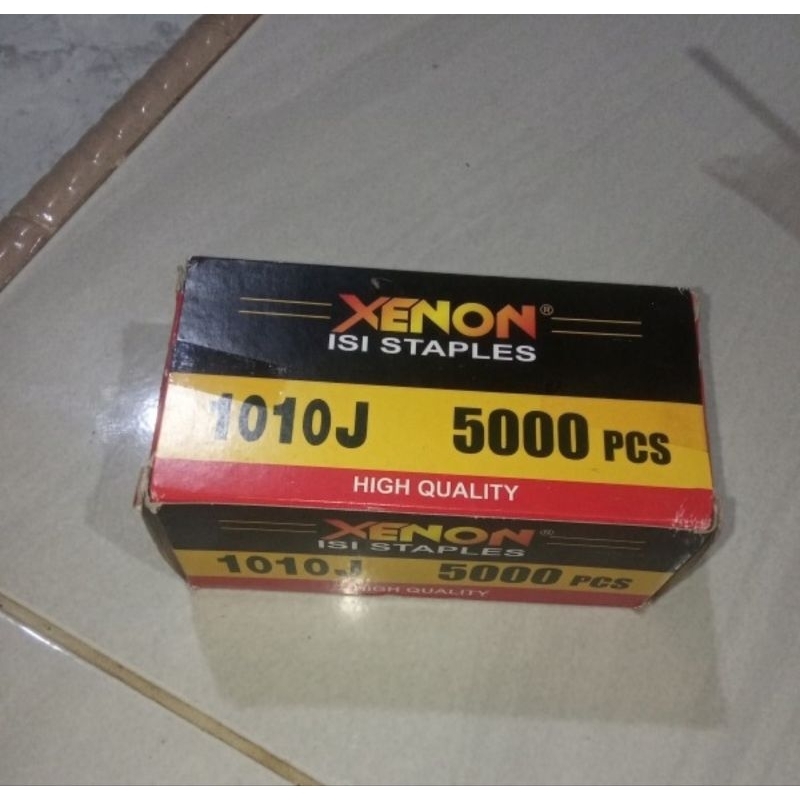 XENON®
ISI STAPLES
1010J 5000 PCS
HIGH QUALITY
XENON®
ISI STAPLES
1010J 5000 PCS
HIGH QUALITY